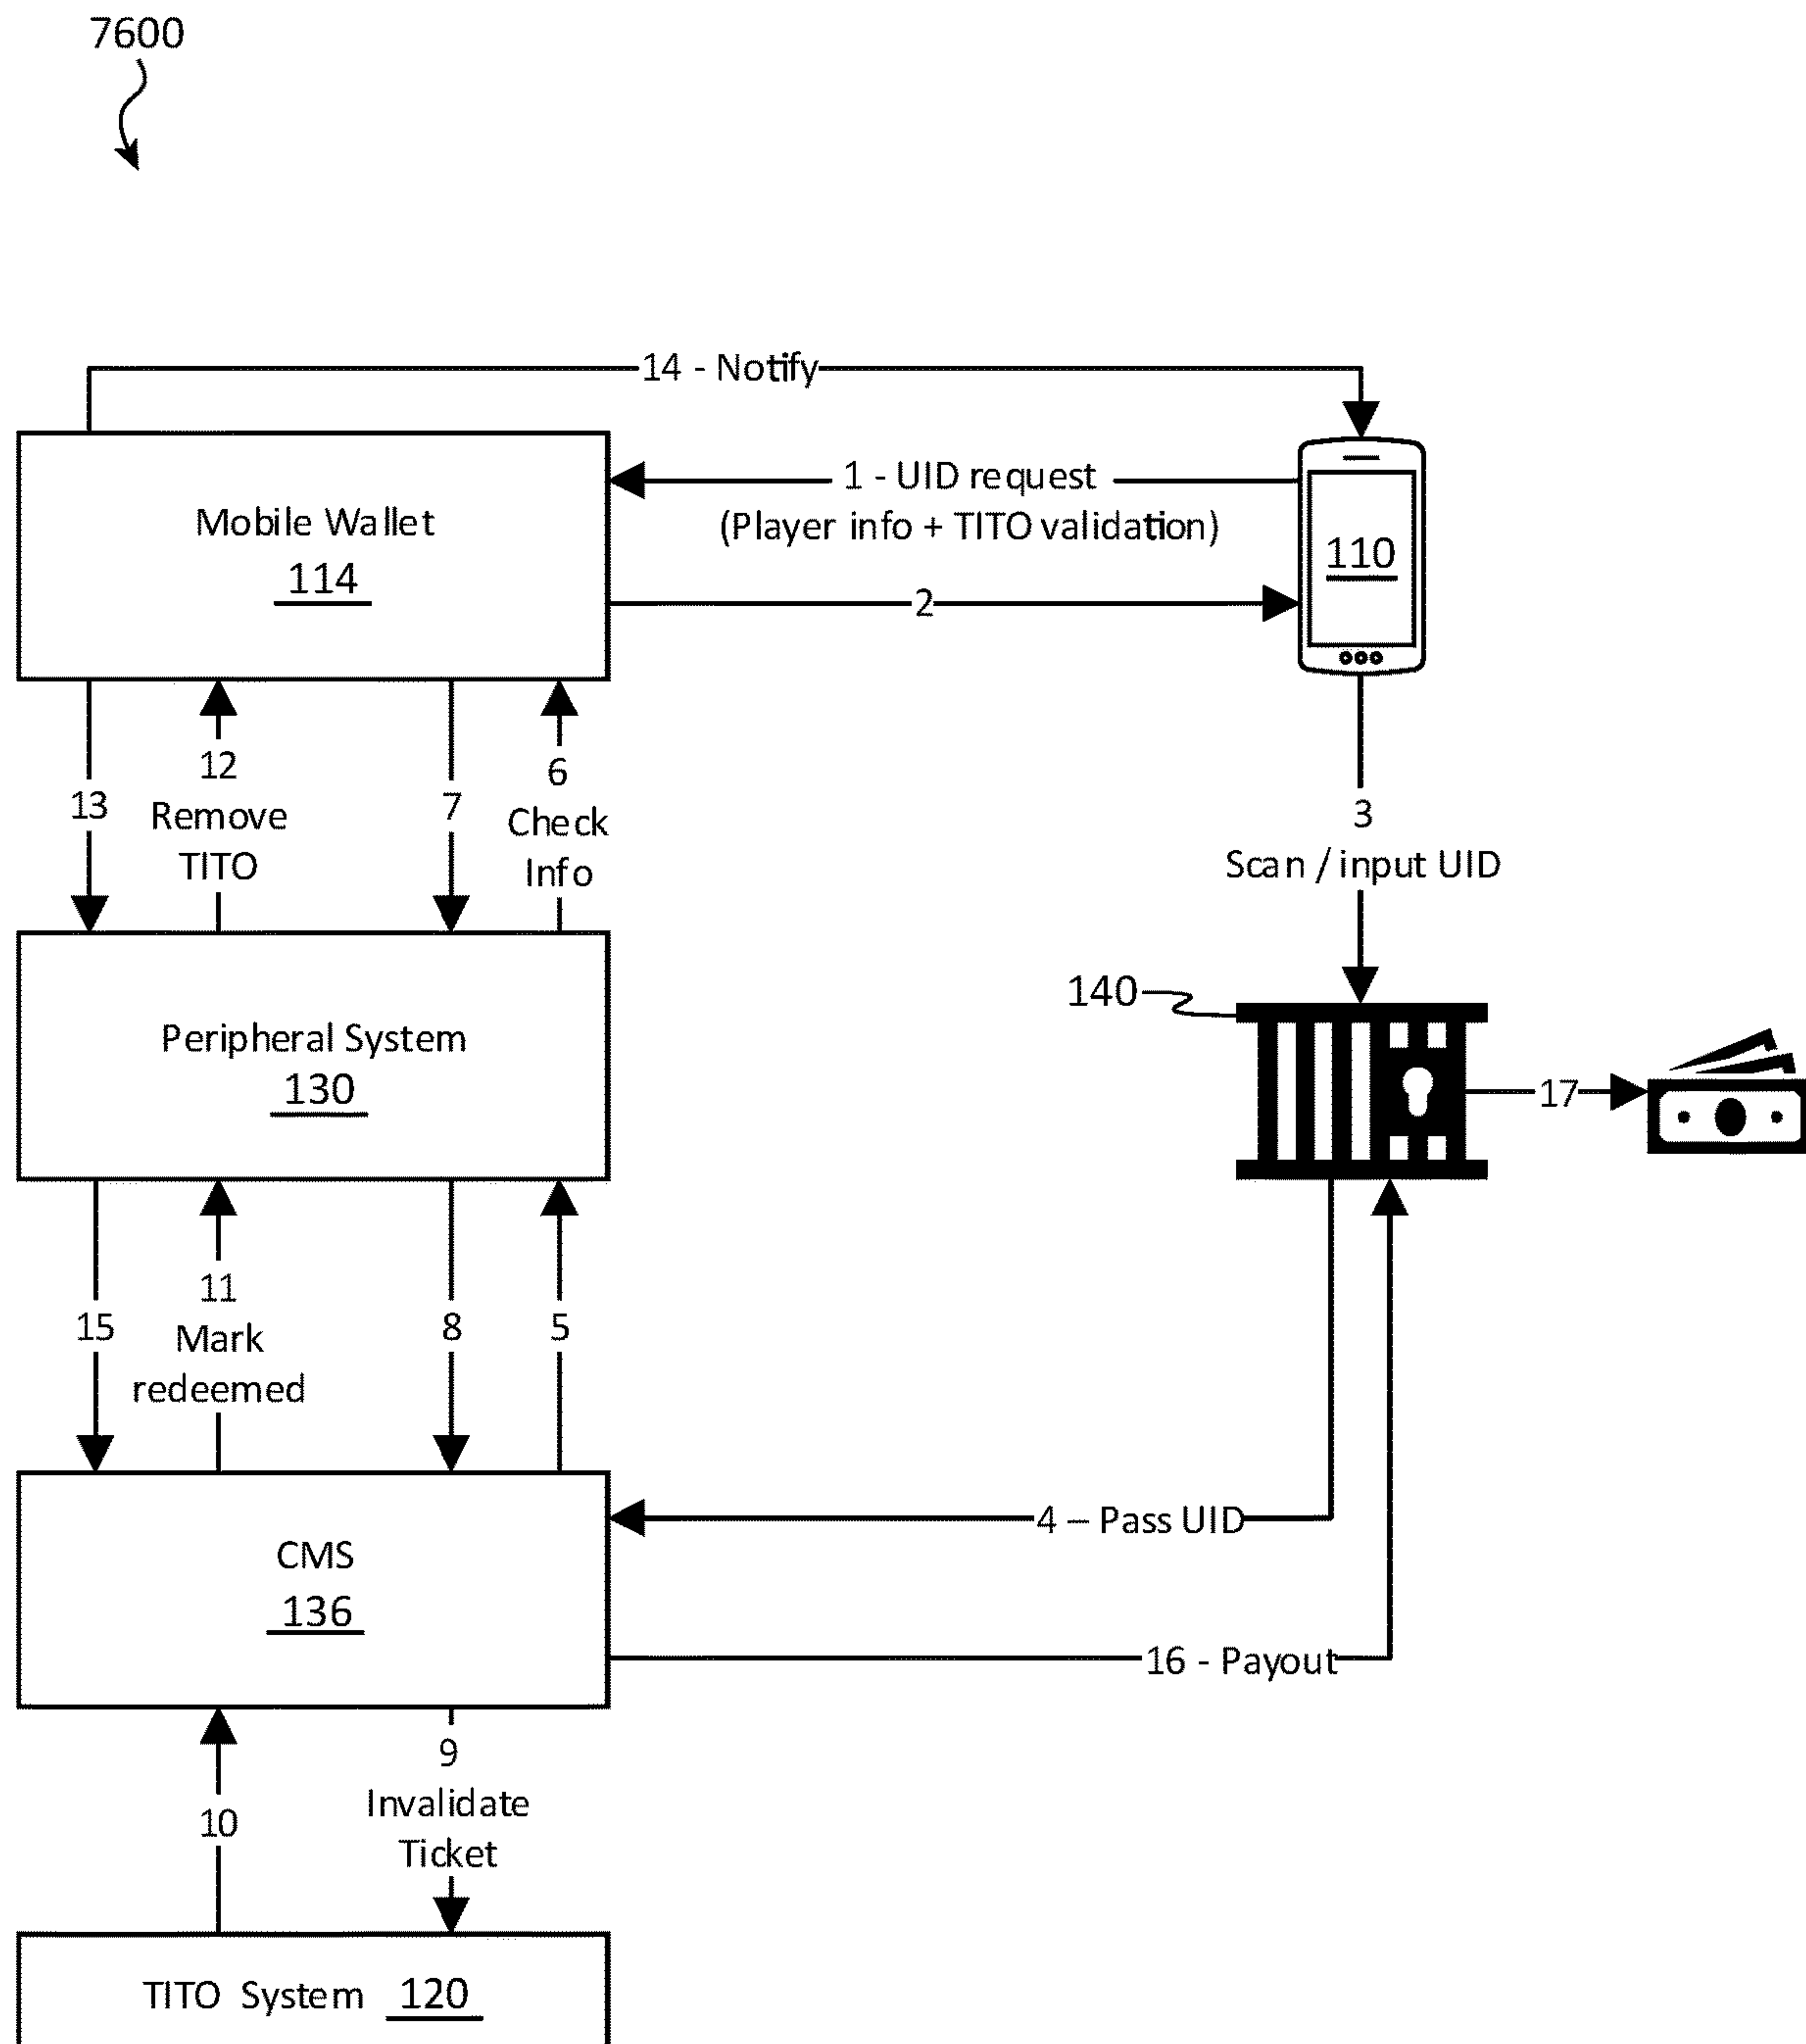 7600
14 - Notify
1 - UID request
(Player info + TITO validation)
Mobile Wallet
114
110
2
13
12
Remove
TITO
7
6
Check
Info
3
Scan / input UID
140
Peripheral System
130
17
15
11
Mark
redeemed
8
5
4 – Pass UID
CMS
136
16 - Payout
10
9
Invalidate
Ticket
TITO System 120